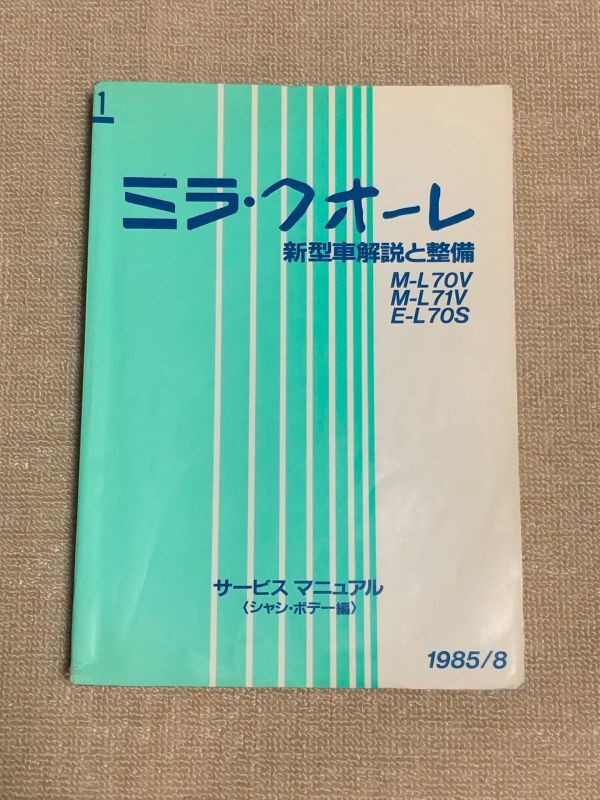 1
ミラ・クオーレ
新型車解説と整備
M-L70V
M-L71V
E-L70S
サービス マニュアル
〈シャシ・ボデー編〉
1985/8